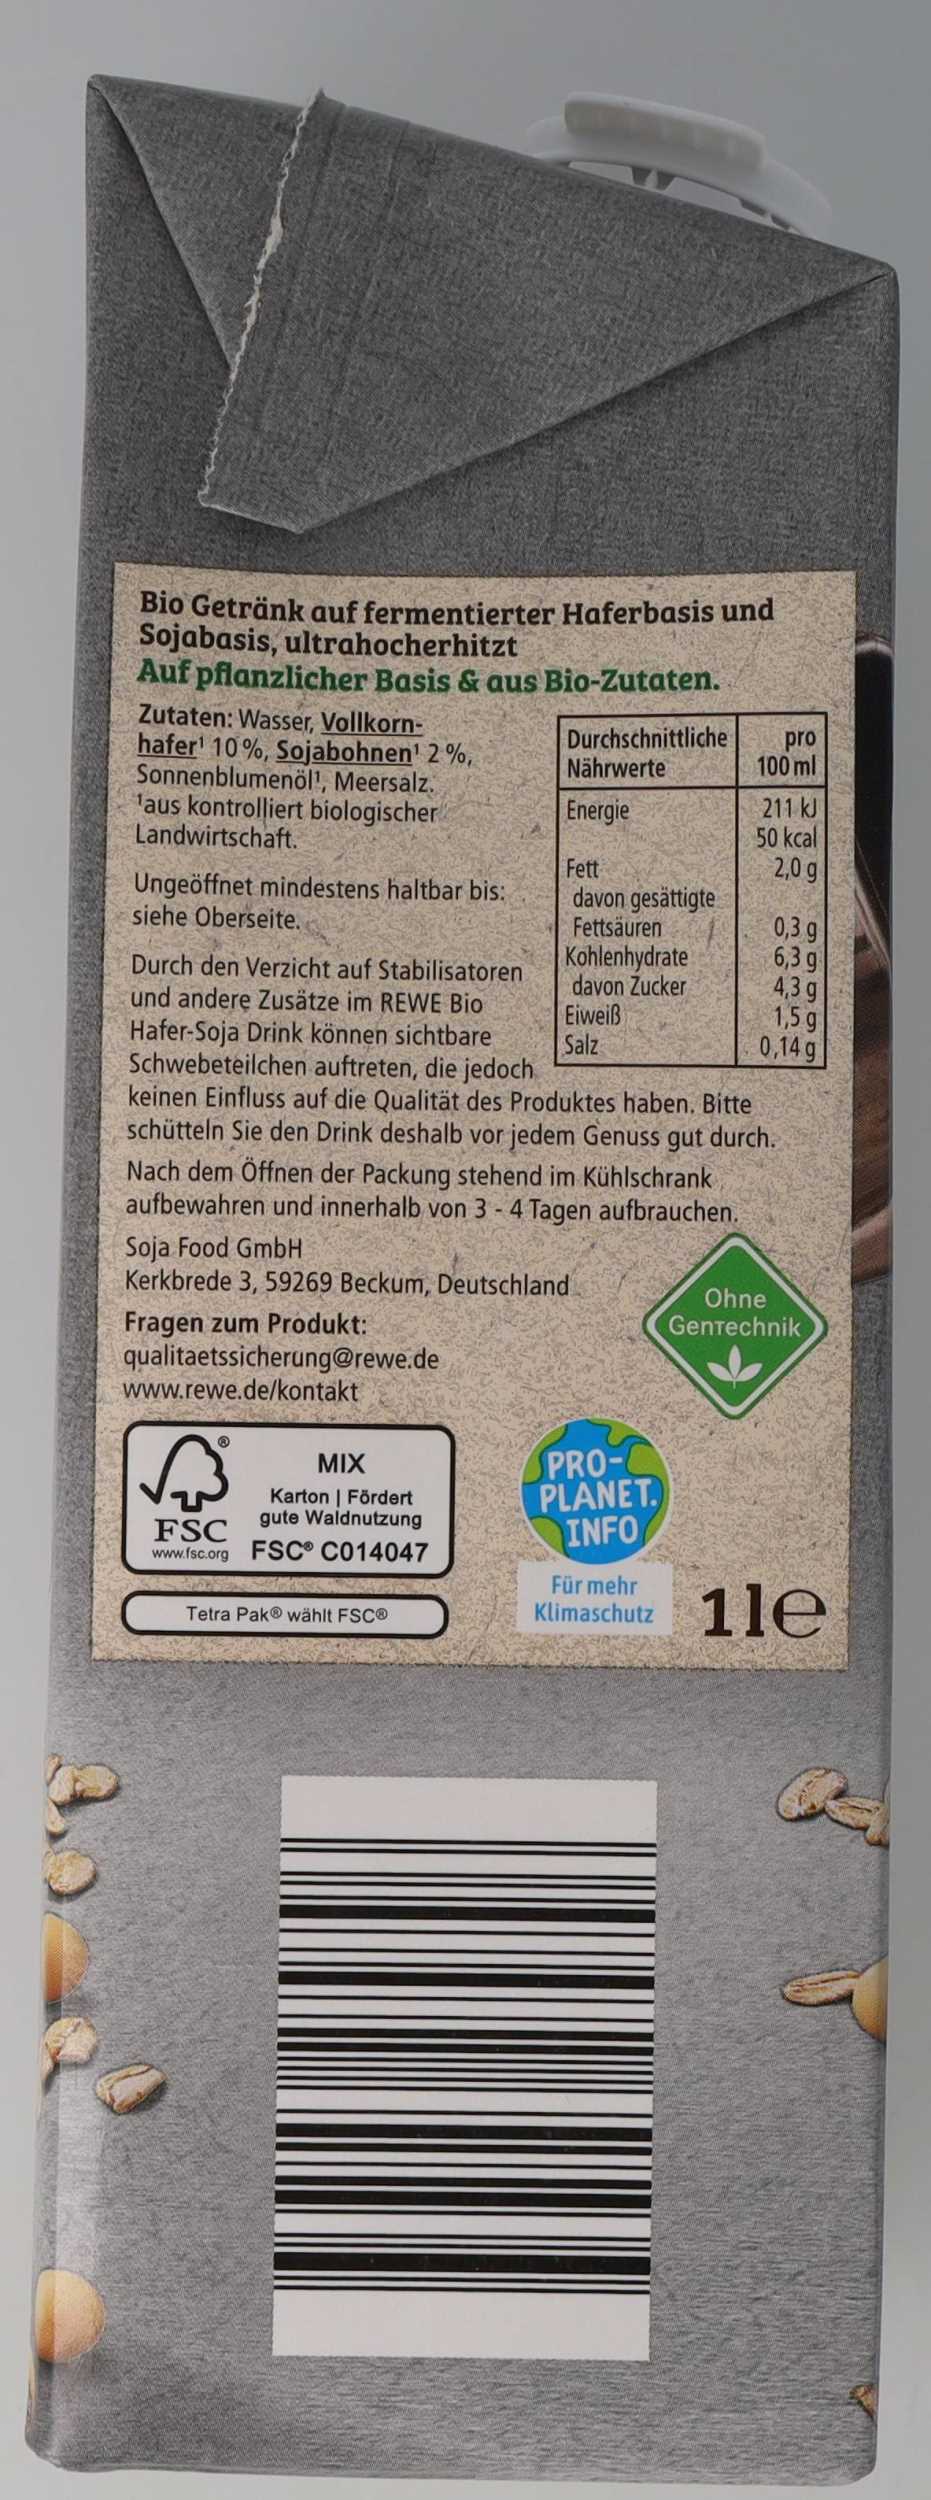 Bio Getränk auf fermentierter Haferbasis und
Sojabasis, ultrahocherhitzt
Auf pflanzlicher Basis & aus Bio-Zutaten.
Zutaten: Wasser, Vollkorn-
hafer¹ 10 %, Sojabohnen¹ 2 %,
Sonnenblumenöl¹, Meersalz.
¹aus kontrolliert biologischer
Landwirtschaft.
Ungeöffnet mindestens haltbar bis:
siehe Oberseite.
Durchschnittliche pro
Nährwerte 100 ml
Energie 211 kJ
50 kcal
Fett 2,0 g
davon gesättigte
Fettsäuren 0,3 g
Kohlenhydrate 6,3 g
davon Zucker 4,3 g
Eiweiß 1,5 g
Salz 0,14 g
Durch den Verzicht auf Stabilisatoren
und andere Zusätze im REWE Bio
Hafer-Soja Drink können sichtbare
Schwebeteilchen auftreten, die jedoch
keinen Einfluss auf die Qualität des Produktes haben. Bitte
schütteln Sie den Drink deshalb vor jedem Genuss gut durch.
Nach dem Öffnen der Packung stehend im Kühlschrank
aufbewahren und innerhalb von 3 - 4 Tagen aufbrauchen.
Soja Food GmbH
Kerkbrede 3, 59269 Beckum, Deutschland
Fragen zum Produkt:
qualitaetssicherung@rewe.de
www.rewe.de/kontakt
Ohne
GenTechnik
®
FSC
www.fsc.org
MIX
Karton | Fördert
gute Waldnutzung
FSC® C014047
Tetra Pak® wählt FSC®
PRO-
PLANET.
INFO
Für mehr
Klimaschutz
1l℮